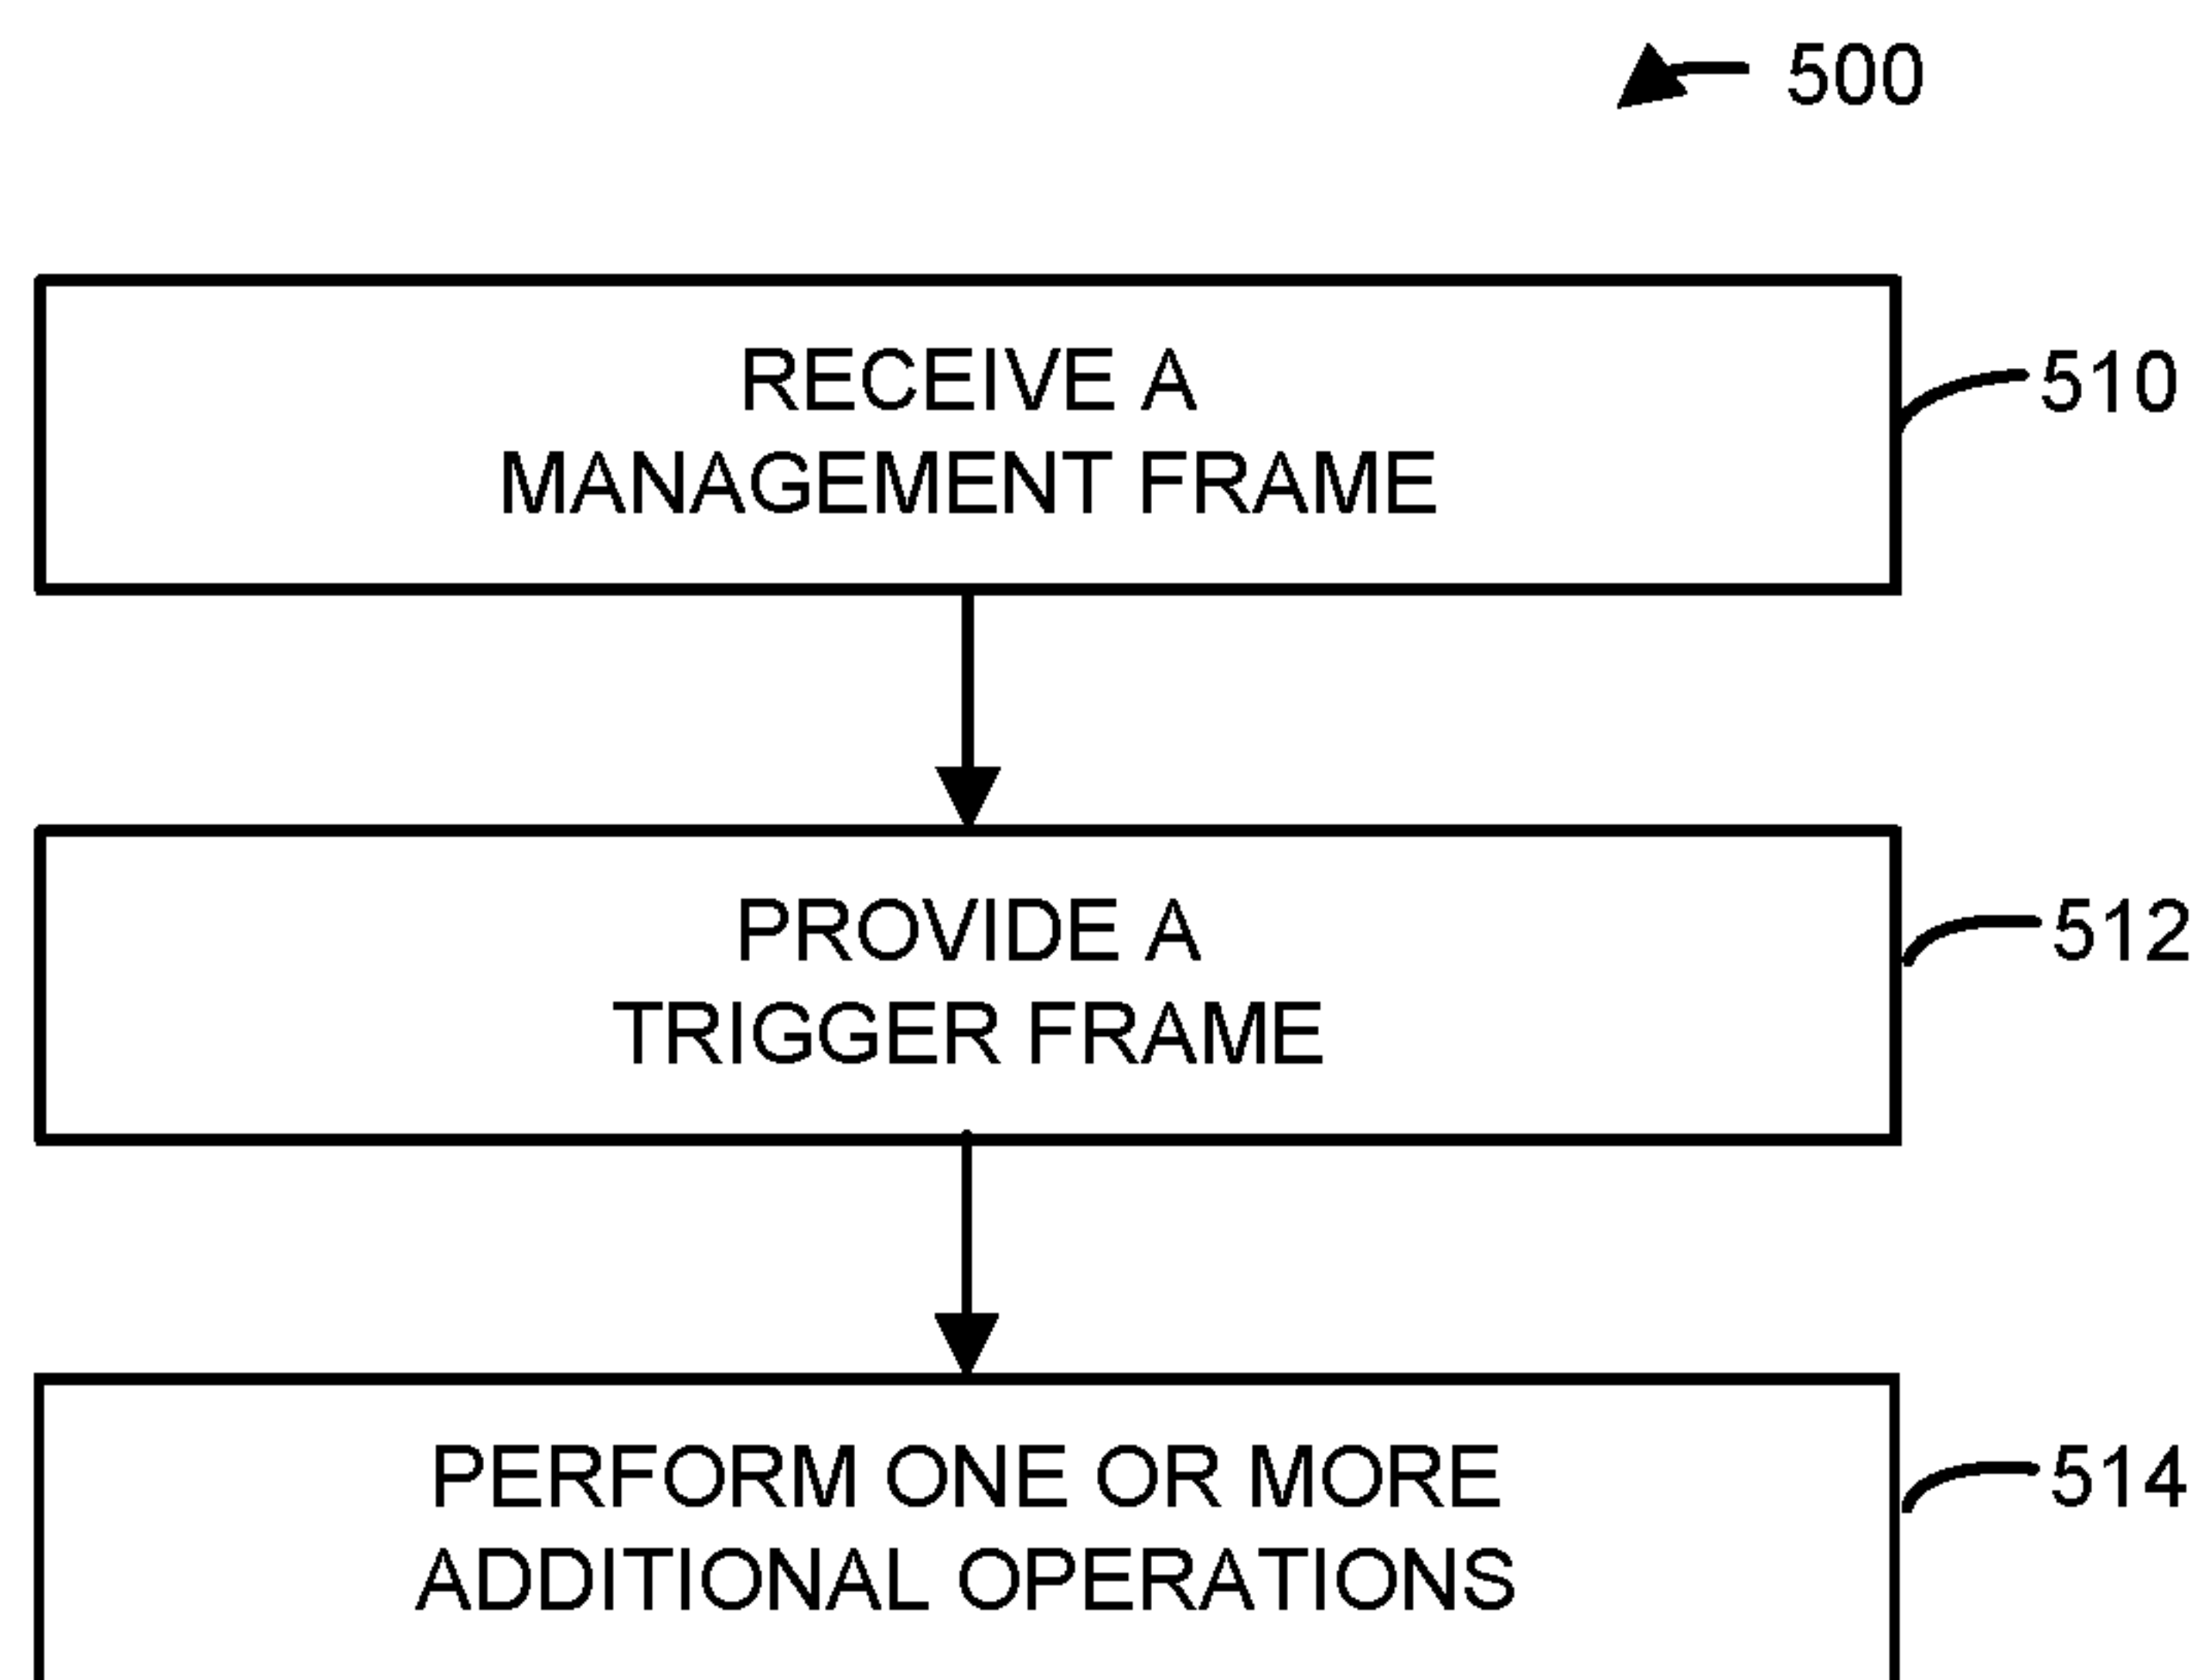 500
RECEIVE A
MANAGEMENT FRAME
510
PROVIDE A
TRIGGER FRAME
512
PERFORM ONE OR MORE
ADDITIONAL OPERATIONS
514